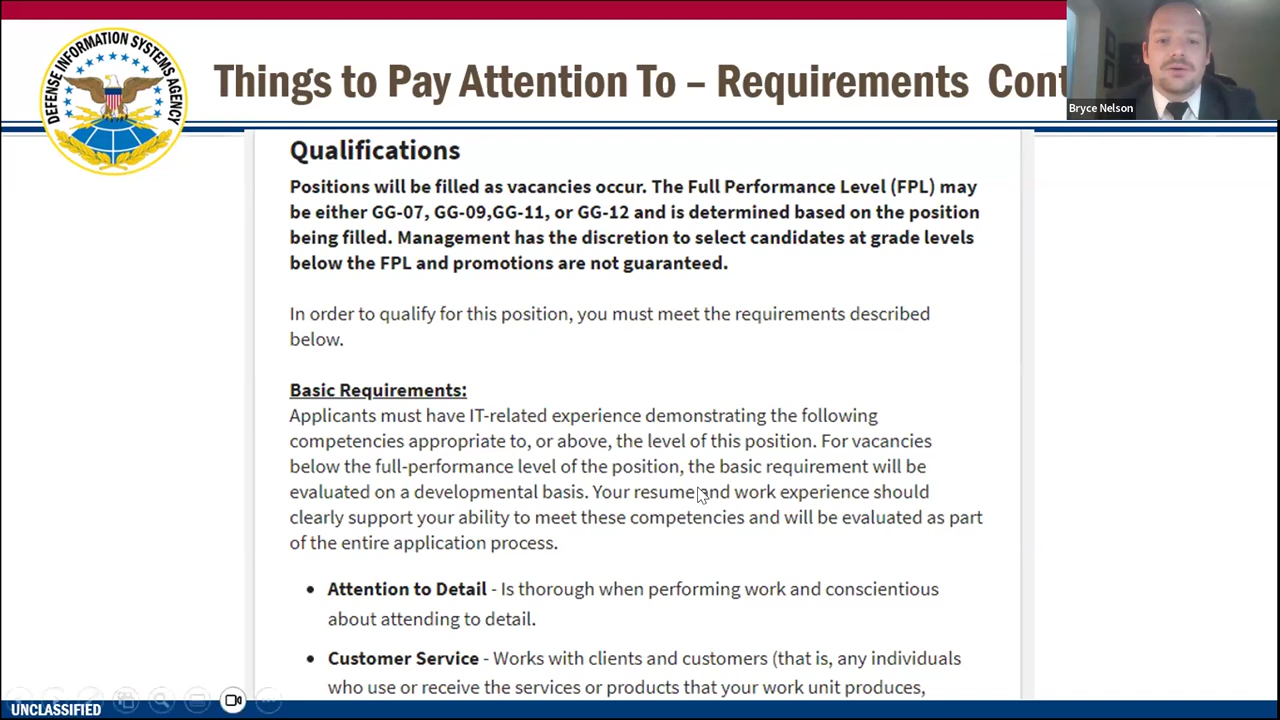 DEFENSE INFORMATION SYSTEMS AGENCY
Things to Pay Attention To – Requirements Cont
Bryce Nelson
Qualifications
Positions will be filled as vacancies occur. The Full Performance Level (FPL) may
be either GG-07, GG-09,GG-11, or GG-12 and is determined based on the position
being filled. Management has the discretion to select candidates at grade levels
below the FPL and promotions are not guaranteed.
In order to qualify for this position, you must meet the requirements described
below.
Basic Requirements:
Applicants must have IT-related experience demonstrating the following
competencies appropriate to, or above, the level of this position. For vacancies
below the full-performance level of the position, the basic requirement will be
evaluated on a developmental basis. Your resume and work experience should
clearly support your ability to meet these competencies and will be evaluated as part
of the entire application process.
• Attention to Detail - Is thorough when performing work and conscientious
about attending to detail.
• Customer Service - Works with clients and customers (that is, any individuals
who use or receive the services or products that your work unit produces,
UNCLASSIFIED